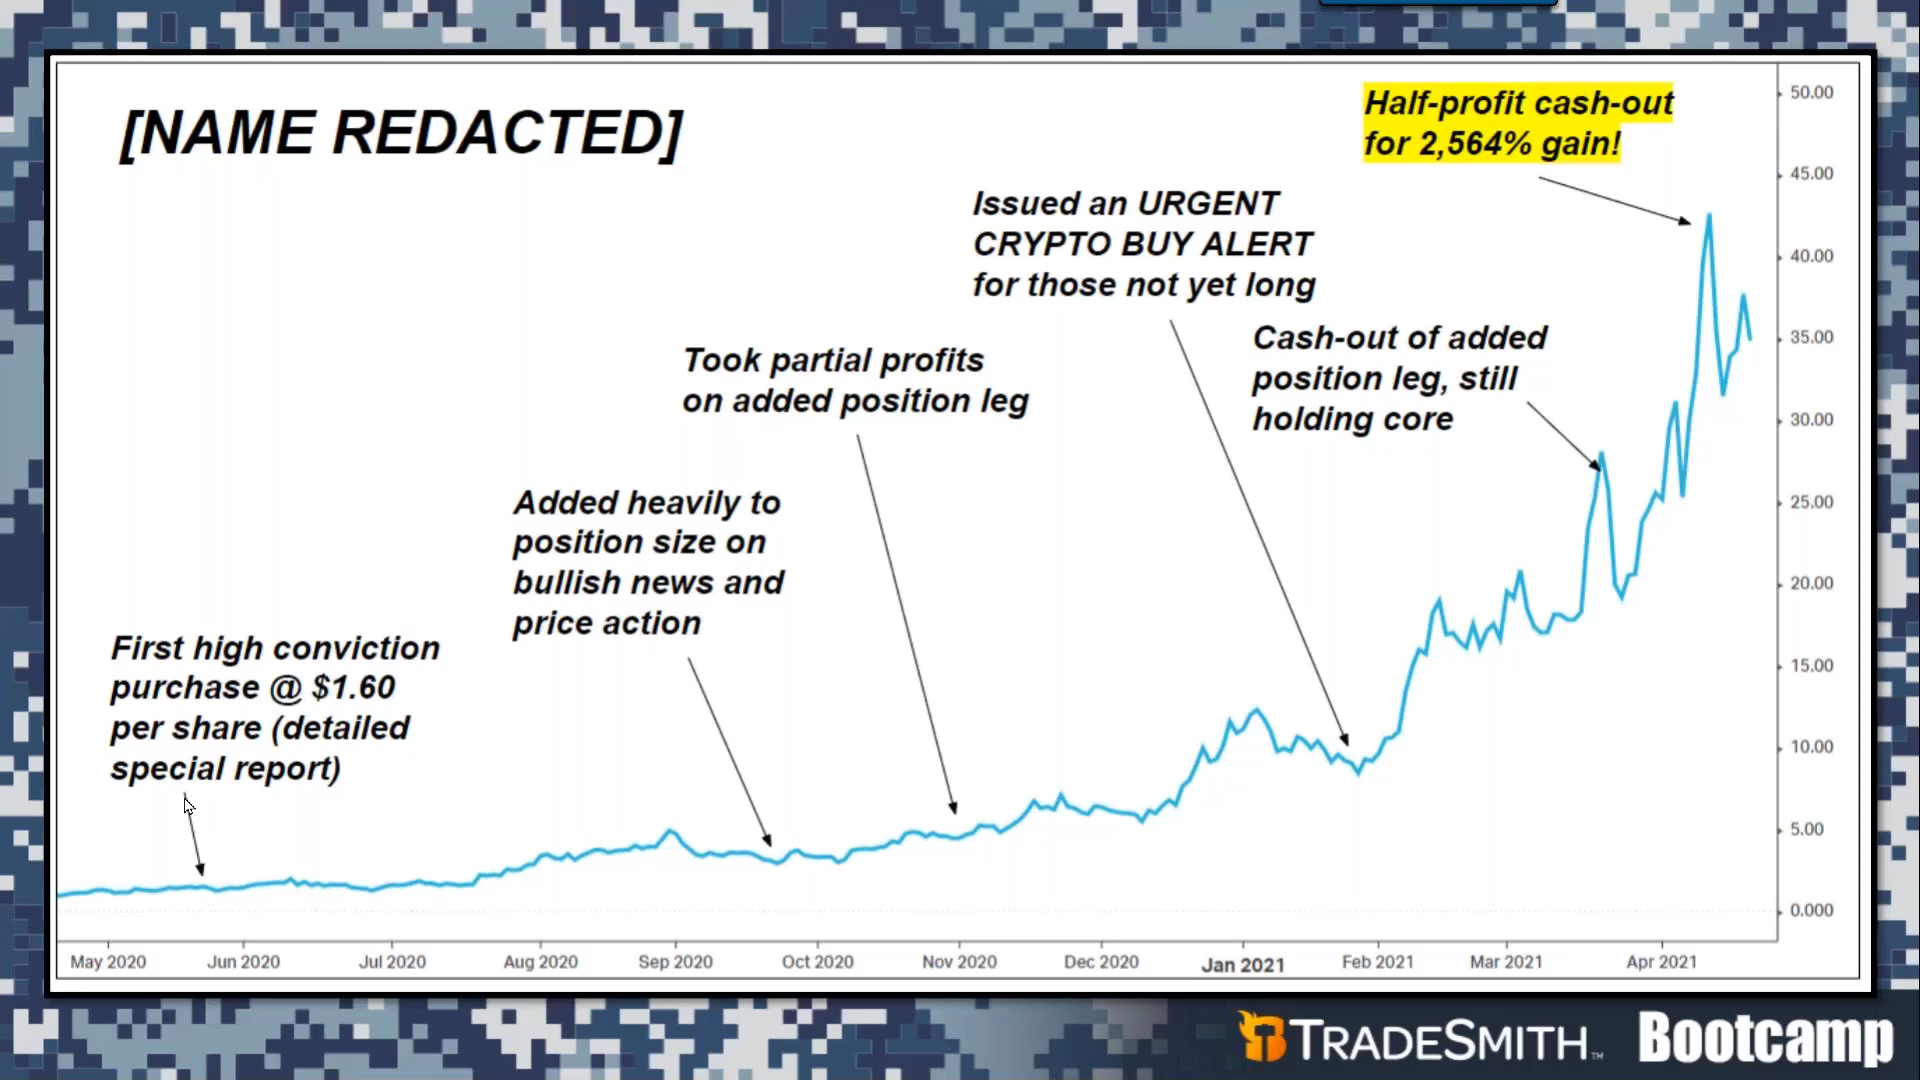 [NAME REDACTED]
Half-profit cash-out
for 2,564% gain!
Issued an URGENT
CRYPTO BUY ALERT
for those not yet long
Cash-out of added
position leg, still
holding core
Took partial profits
on added position leg
Added heavily to
position size on
bullish news and
price action
First high conviction
purchase @ $1.60
per share (detailed
special report)
50.00
45.00
40.00
35.00
30.00
25.00
20.00
15.00
10.00
5.00
0.000
May 2020 Jun 2020 Jul 2020 Aug 2020 Sep 2020 Oct 2020 Nov 2020 Dec 2020 Jan 2021 Feb 2021 Mar 2021 Apr 2021
TRADESMITH™ Bootcamp